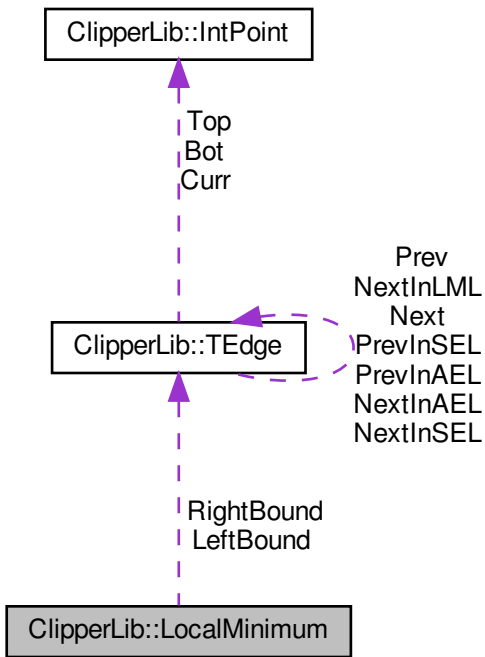 ClipperLib::IntPoint
Top
Bot
Curr
Prev
NextInLML
Next
PrevInSEL
PrevInAEL
NextInAEL
NextInSEL
ClipperLib::TEdge
RightBound
LeftBound
ClipperLib::LocalMinimum